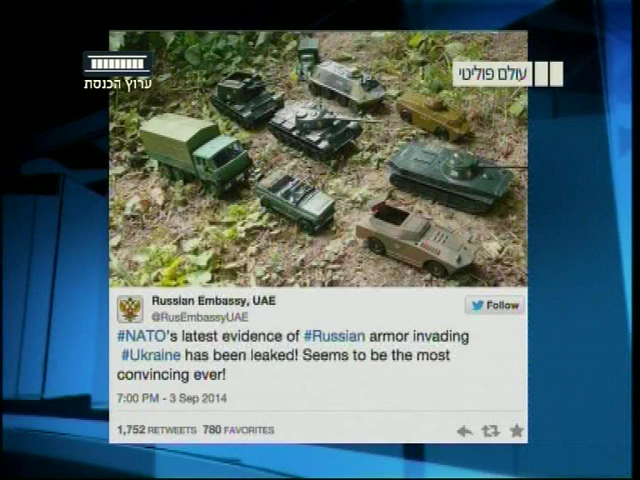 ערוץ הכנסת
עולם פוליטי
Russian Embassy, UAE
@RusEmbassyUAE
Follow
#NATO's latest evidence of #Russian armor invading
#Ukraine has been leaked! Seems to be the most
convincing ever!
7:00 PM - 3 Sep 2014
1,752 RETWEETS 780 FAVORITES